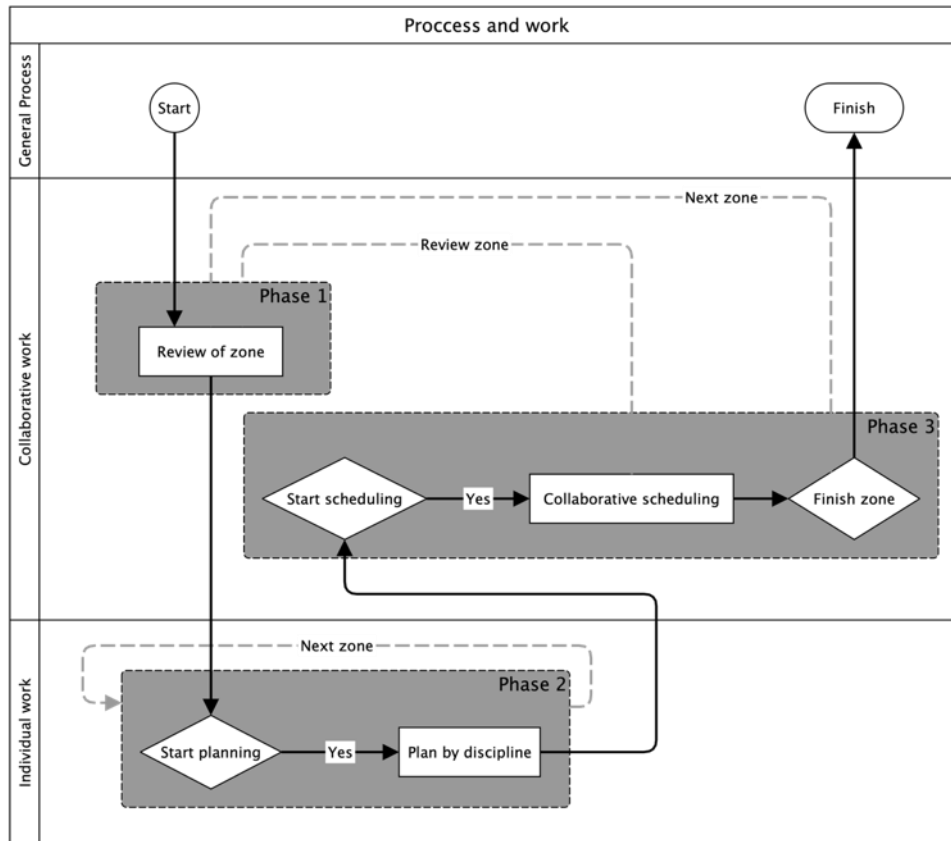 Proccess and work
General Process
Start
Finish
Collaborative work
Next zone
Review zone
Phase 1
Review of zone
Phase 3
Start scheduling
Yes
Collaborative scheduling
Finish zone
Individual work
Next zone
Phase 2
Start planning
Yes
Plan by discipline